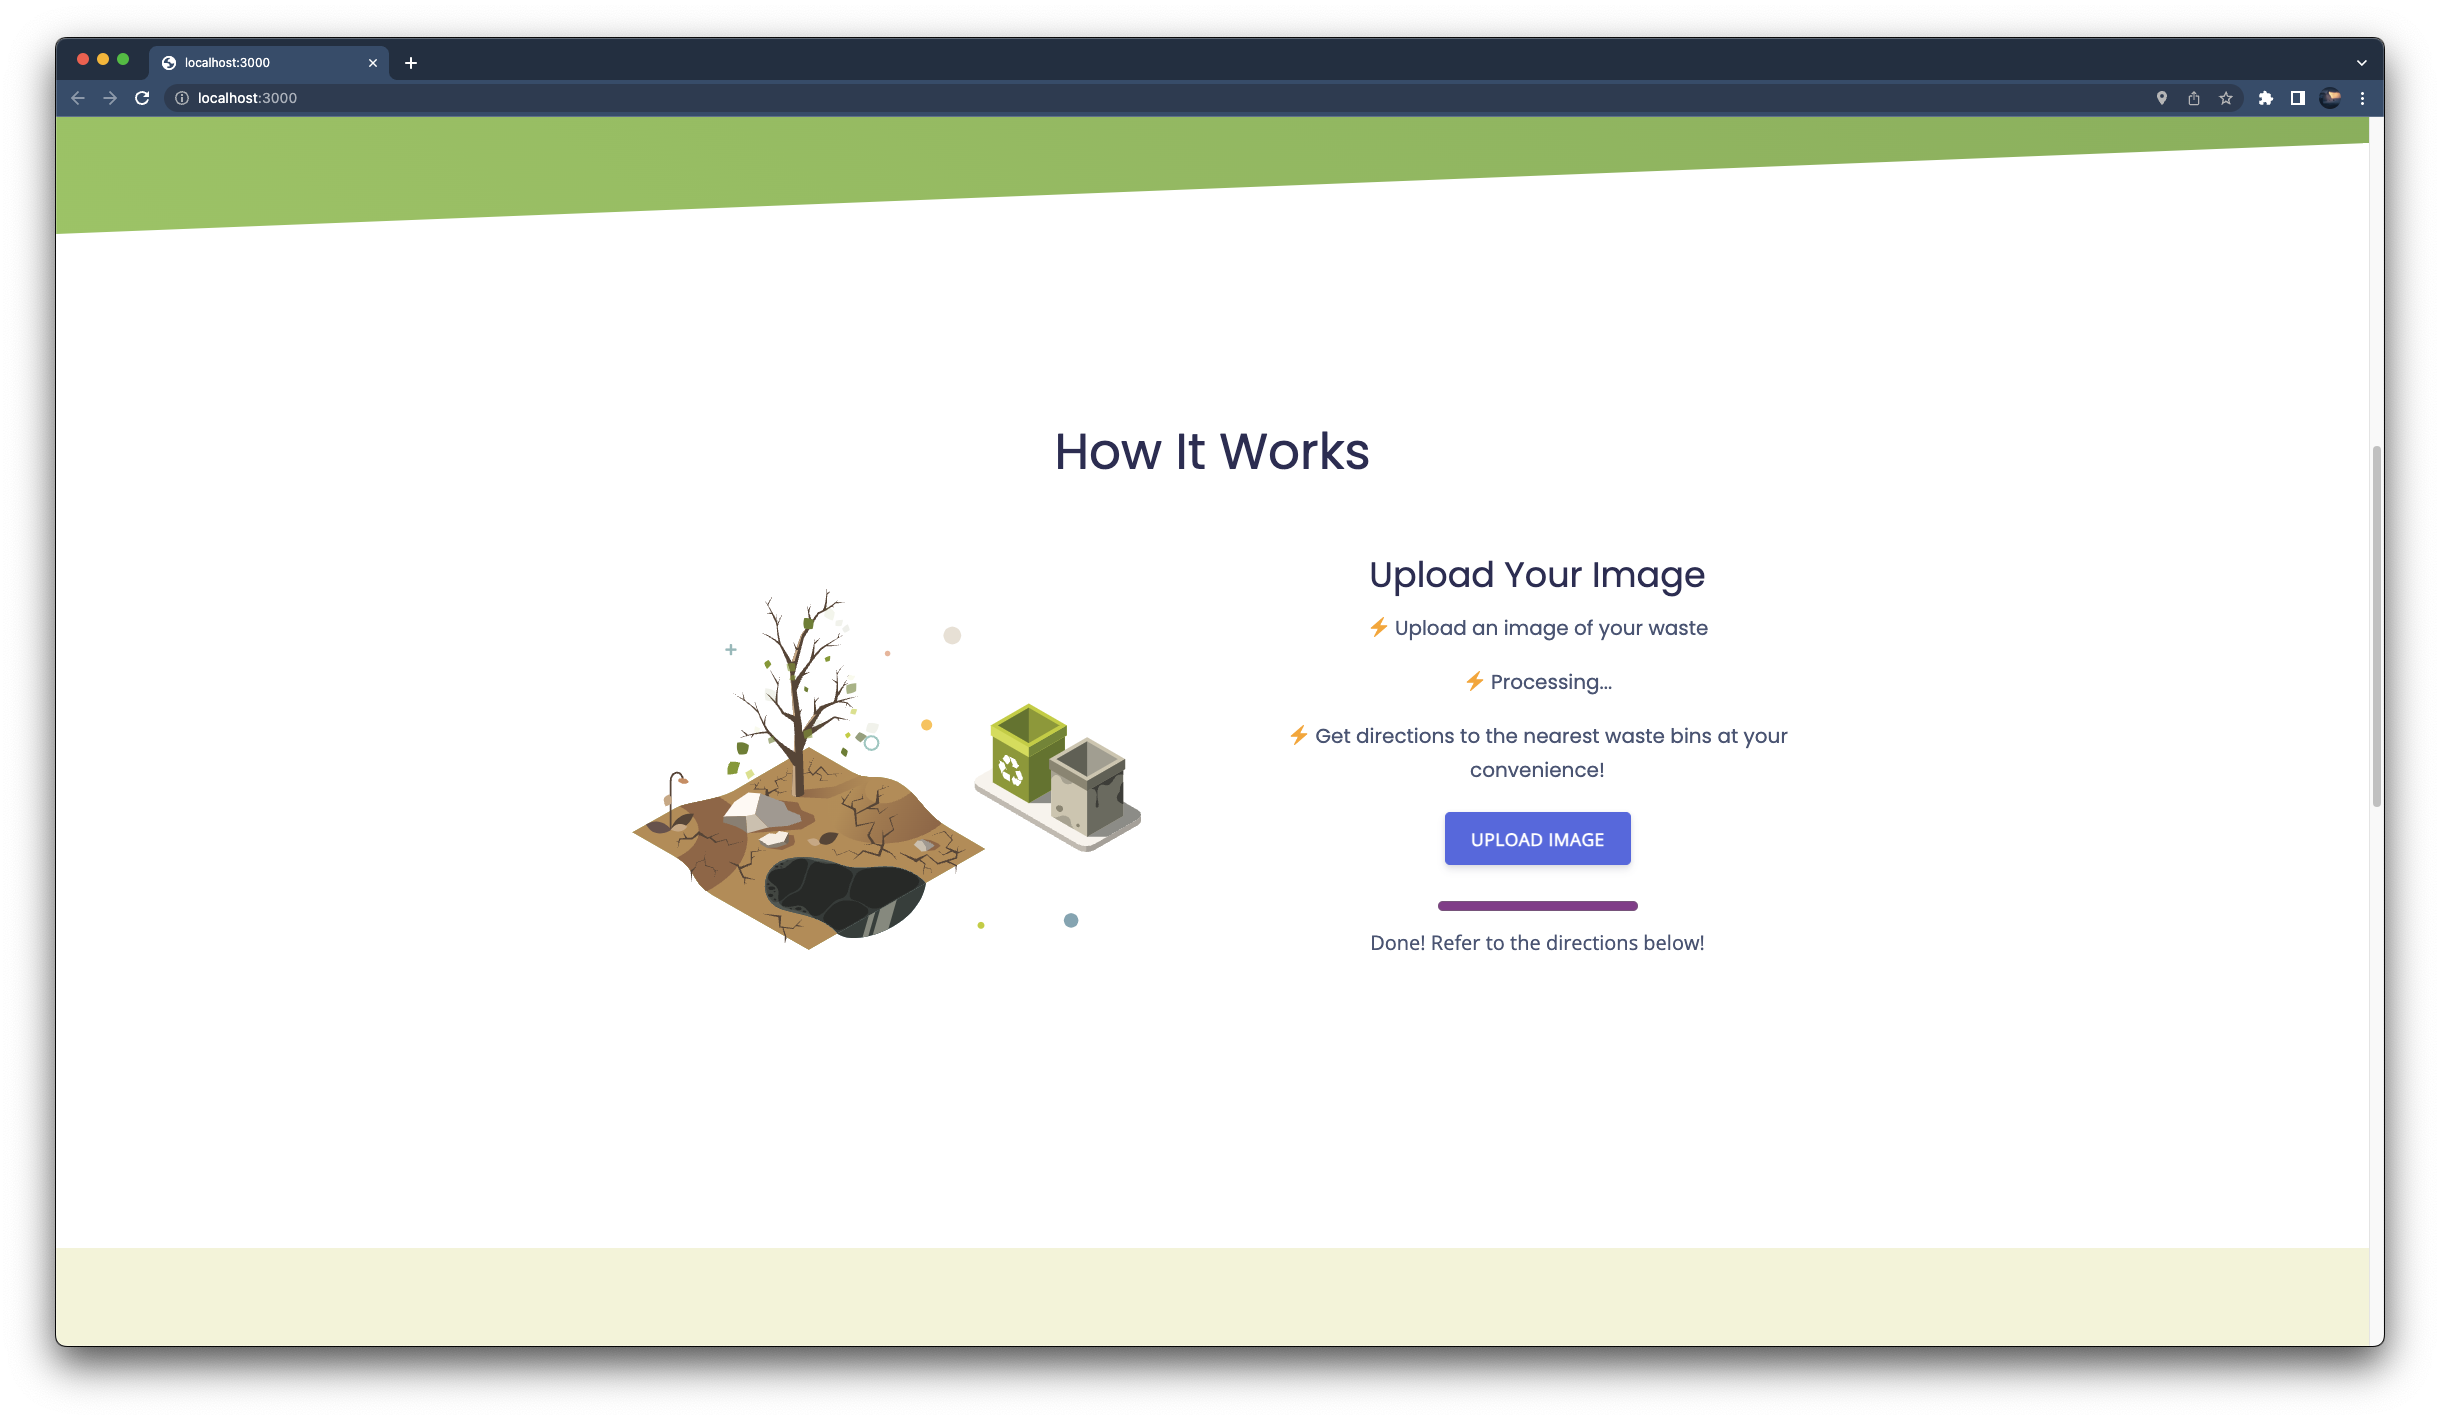 localhost:3000
localhost:3000
How It Works
Upload Your Image
⚡ Upload an image of your waste
⚡ Processing...
⚡ Get directions to the nearest waste bins at your
convenience!
UPLOAD IMAGE
Done! Refer to the directions below!